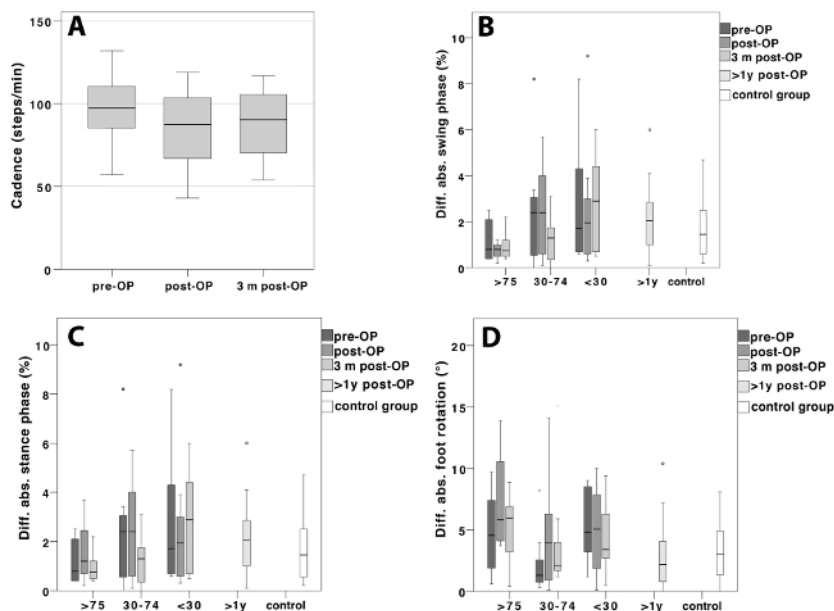 A
Cadence (steps/min)
150
100
50
0
pre-OP post-OP 3 m post-OP
B
Diff. abs. swing phase (%)
10
8
6
4
2
0
>75 30-74 <30 >1y control
pre-OP
post-OP
3 m post-OP
>1y post-OP
control group
C
Diff. abs. stance phase (%)
10
8
6
4
2
0
>75 30-74 <30 >1y control
pre-OP
post-OP
3 m post-OP
>1y post-OP
control group
D
Diff. abs. foot rotation (°)
20
15
10
5
0
>75 30-74 <30 >1y control
pre-OP
post-OP
3 m post-OP
>1y post-OP
control group